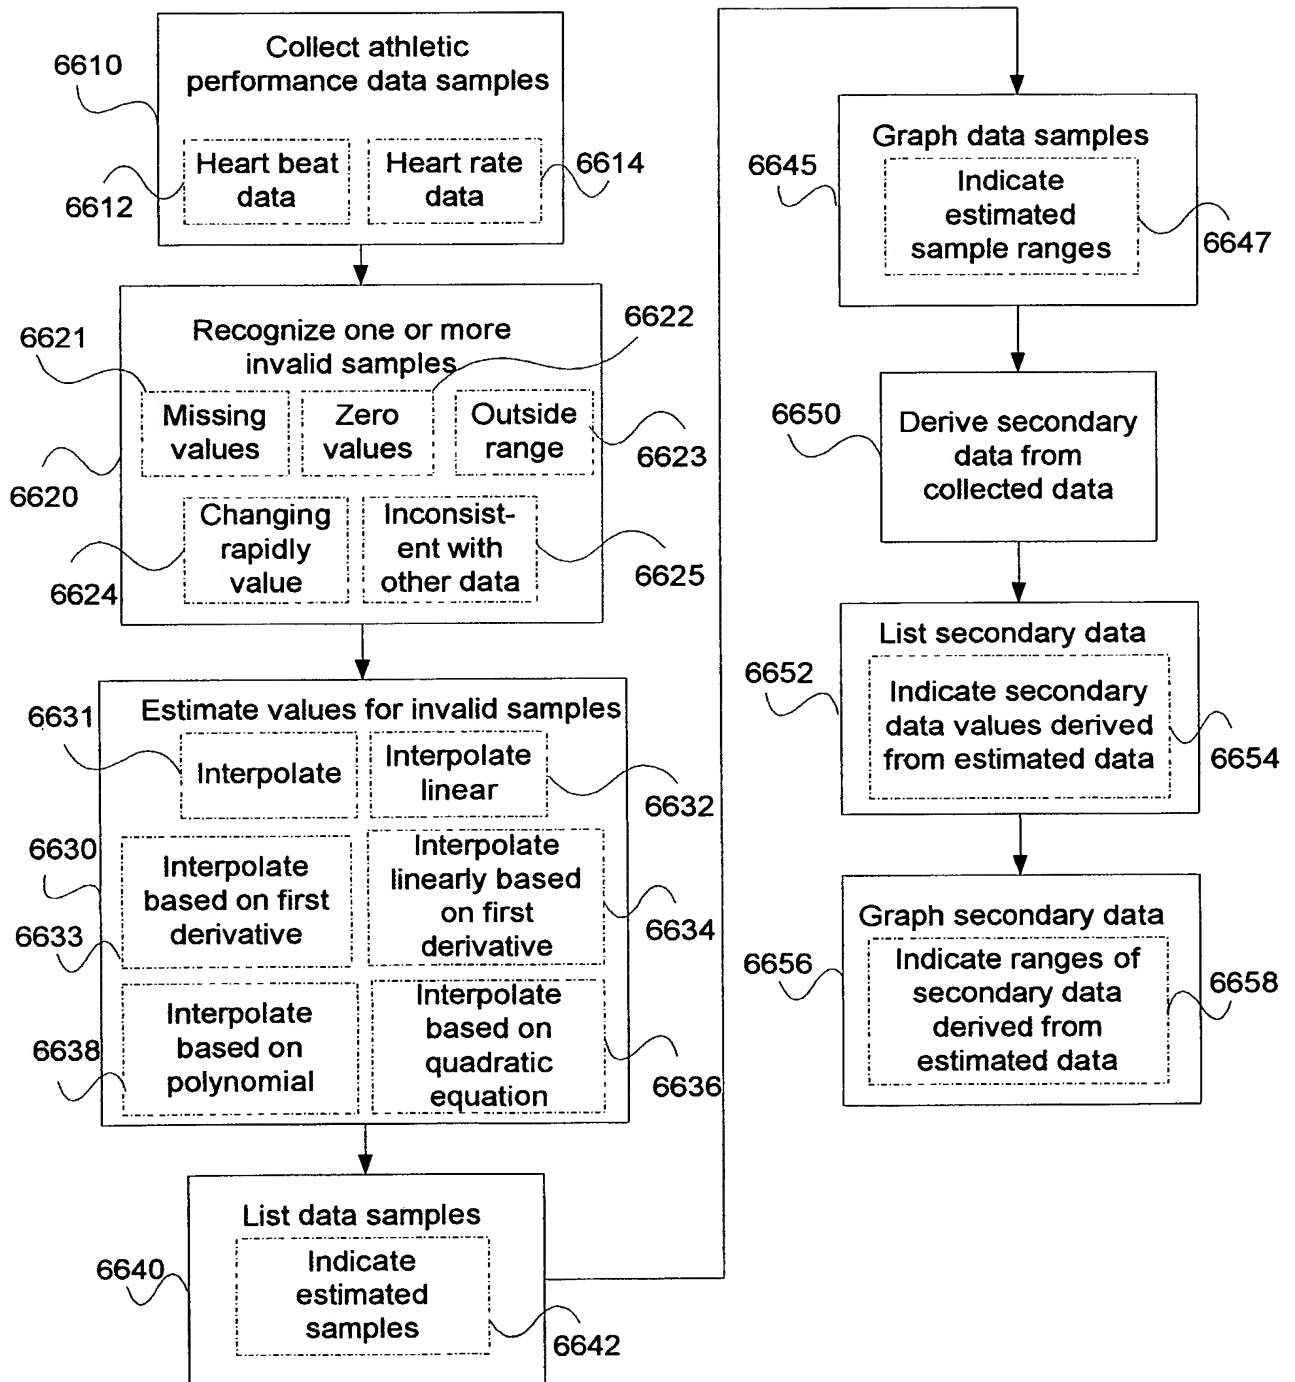 Collect athletic
performance data samples
6610
Heart beat
data
Heart rate
data
6612
6614
Recognize one or more
invalid samples
6621
6622
Missing
values
Zero
values
Outside
range
6623
6620
Changing
rapidly
value
Inconsist-
ent with
other data
6624
6625
Estimate values for invalid samples
6631
Interpolate
Interpolate
linear
6632
6630
Interpolate
based on first
derivative
Interpolate
linearly based
on first
derivative
6633
6634
Interpolate
based on
polynomial
Interpolate
based on
quadratic
equation
6638
6636
List data samples
6640
Indicate
estimated
samples
6642
Graph data samples
6645
Indicate
estimated
sample ranges
6647
6650
Derive secondary
data from
collected data
List secondary data
6652
Indicate secondary
data values derived
from estimated data
6654
Graph secondary data
6656
Indicate ranges of
secondary data
derived from
estimated data
6658